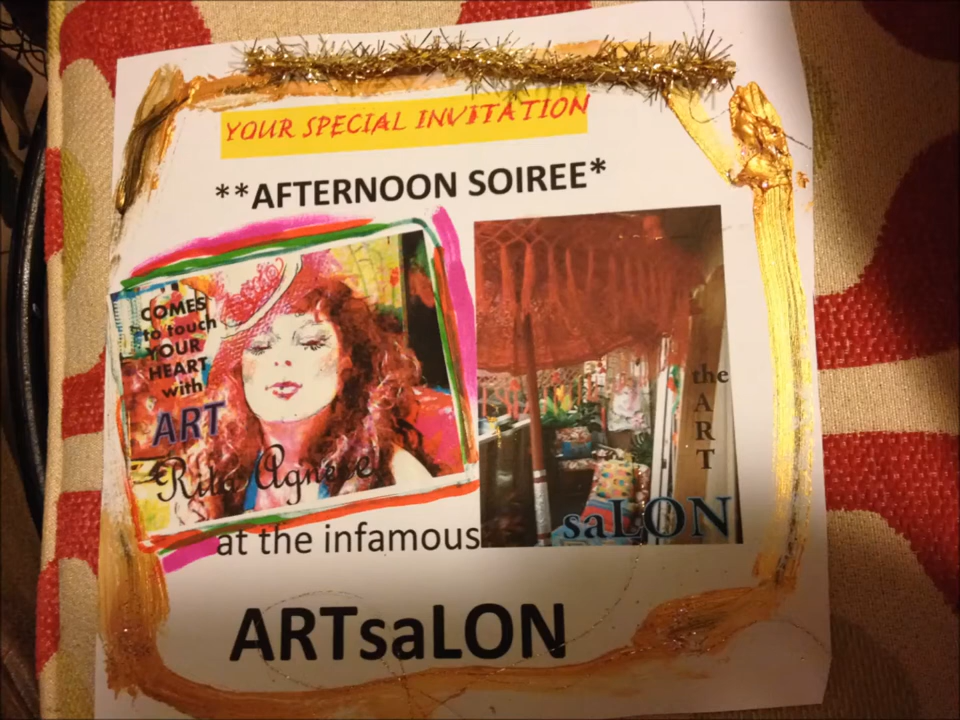 YOUR SPECIAL INVITATION
**AFTERNOON SOIREE*
COMES
to touch
YOUR
HEART
with
ART
Rita Agnese
the
A
R
T
saLON
at the infamous
ARTsaLON